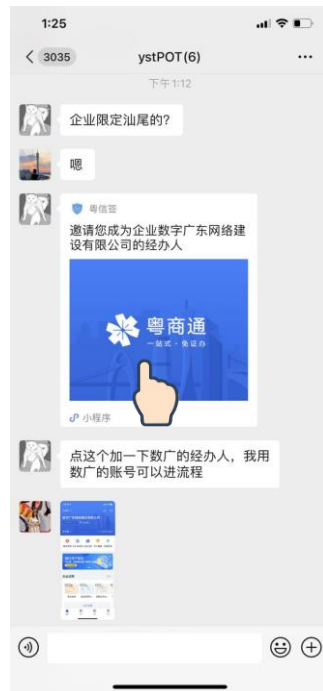 1:25
3035
ystPOT(6)
下午1:12
企业限定汕尾的？
嗯
粤信签
邀请您成为企业数字广东网络建
设有限公司的经办人
粤商通
一站式·免证办
小程序
点这个加一下数广的经办人，我用
数广的账号可以进流程